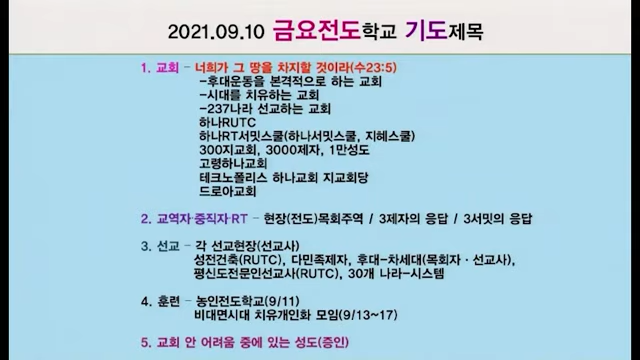 2021.09.10 금요전도학교 기도제목
1. 교회 - 너희가 그 땅을 차지할 것이라(수23:5)
-후대운동을 본격적으로 하는 교회
-시대를 치유하는 교회
-237나라 선교하는 교회
하나RUTC
하나RT서밋스쿨(하나서밋스쿨, 지혜스쿨)
300지교회, 3000제자, 1만성도
고령하나교회
테크노폴리스 하나교회 지교회당
드로아교회
2. 교역자·중직자·RT - 현장(전도)목회주역 / 3제자의 응답 / 3서밋의 응답
3. 선교 - 각 선교현장(선교사)
성전건축(RUTC), 다민족제자, 후대-차세대(목회자·선교사),
평신도전문인선교사(RUTC), 30개 나라-시스템
4. 훈련 - 농인전도학교(9/11)
비대면시대 치유개인화 모임(9/13~17)
5. 교회 안 어려움 중에 있는 성도(증인)